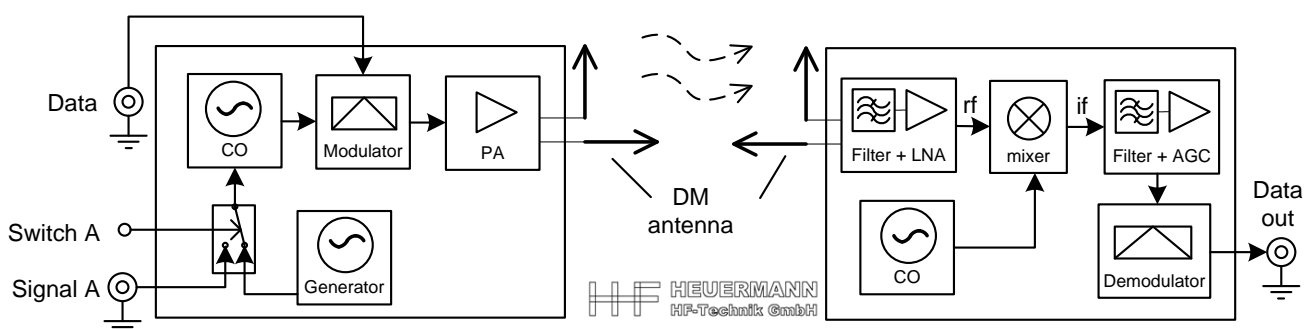 Data
CO
Modulator
PA
Switch A
Signal A
Generator
DM
antenna
Filter + LNA
rf
mixer
if
Filter + AGC
CO
Demodulator
Data
out
HF HEUERMANN
HF-Technik GmbH